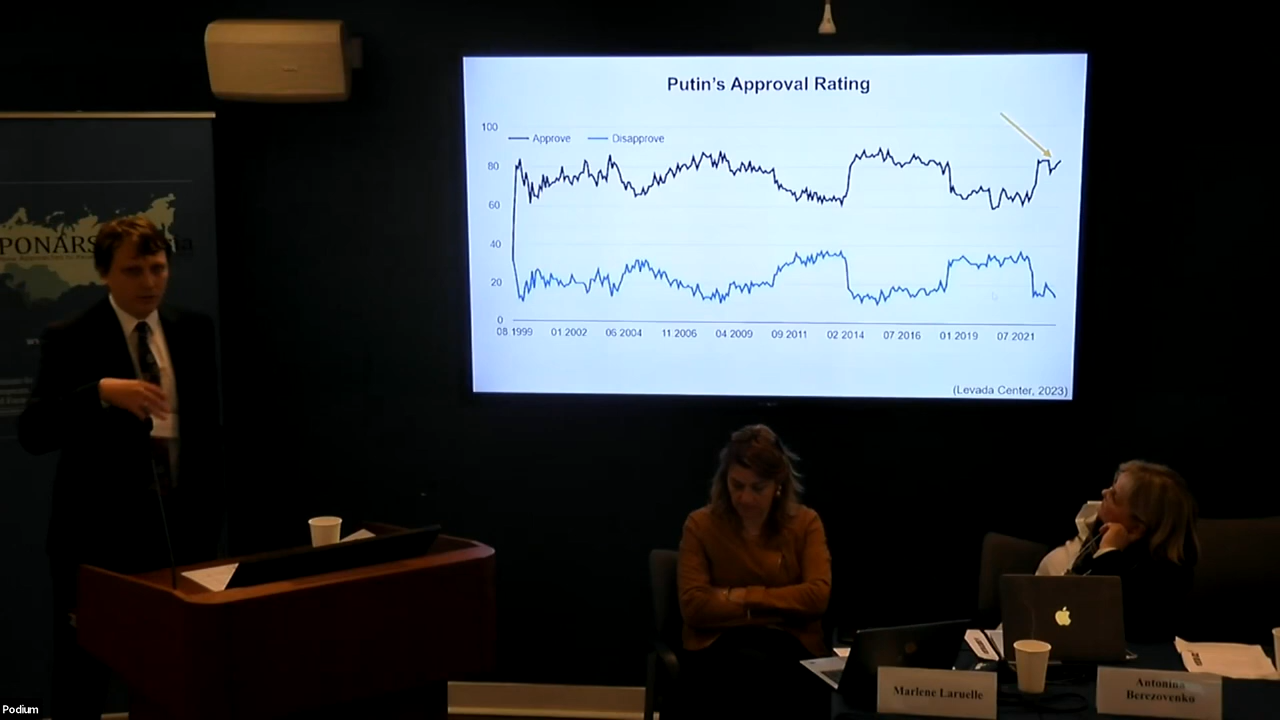 Putin's Approval Rating
Approve Disapprove
100
80
60
40
20
0
08 1999 01.2002 06 2004 11.2006 04 2009 09 2011 02 2014 07 2016 01 2019 07.2021
(Levada Center, 2023)
PONARS
Marlene Laruelle
Antonina
Berezovenko
Podium